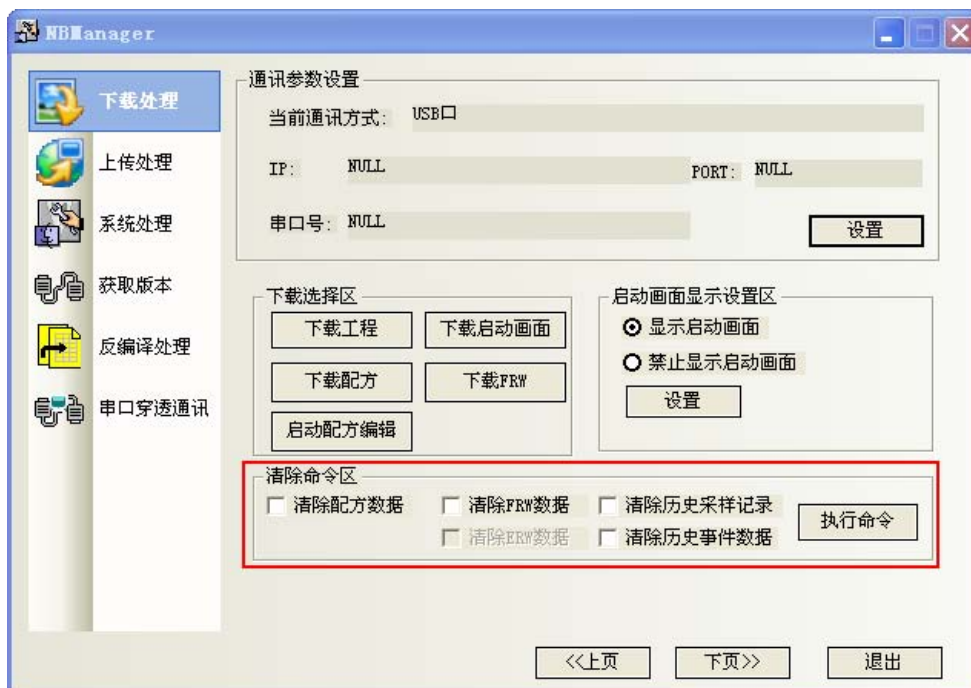 NBManager
下载处理
上传处理
系统处理
获取版本
反编译处理
串口穿透通讯
通讯参数设置
当前通讯方式: USB口
IP: NULL PORT: NULL
串口号: NULL 设置
下载选择区
下载工程 下载启动画面
下载配方 下载FRW
启动配方编辑
启动画面显示设置区
显示启动画面
禁止显示启动画面
设置
清除命令区
清除配方数据 清除FRW数据 清除历史采样记录 执行命令
清除ERW数据 清除历史事件数据
<<上页 下页>> 退出